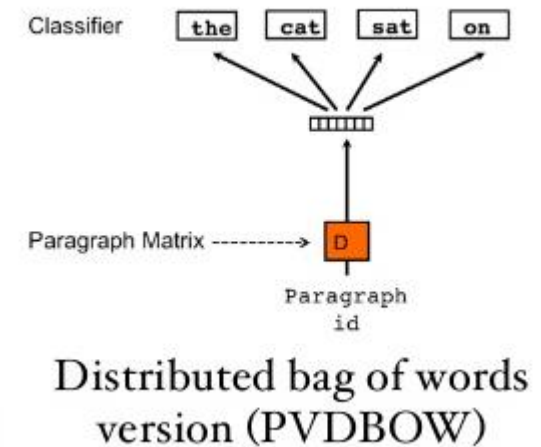 Classifier the cat sat on
Paragraph Matrix D
Paragraph
id
Distributed bag of words
version (PVDBOW)